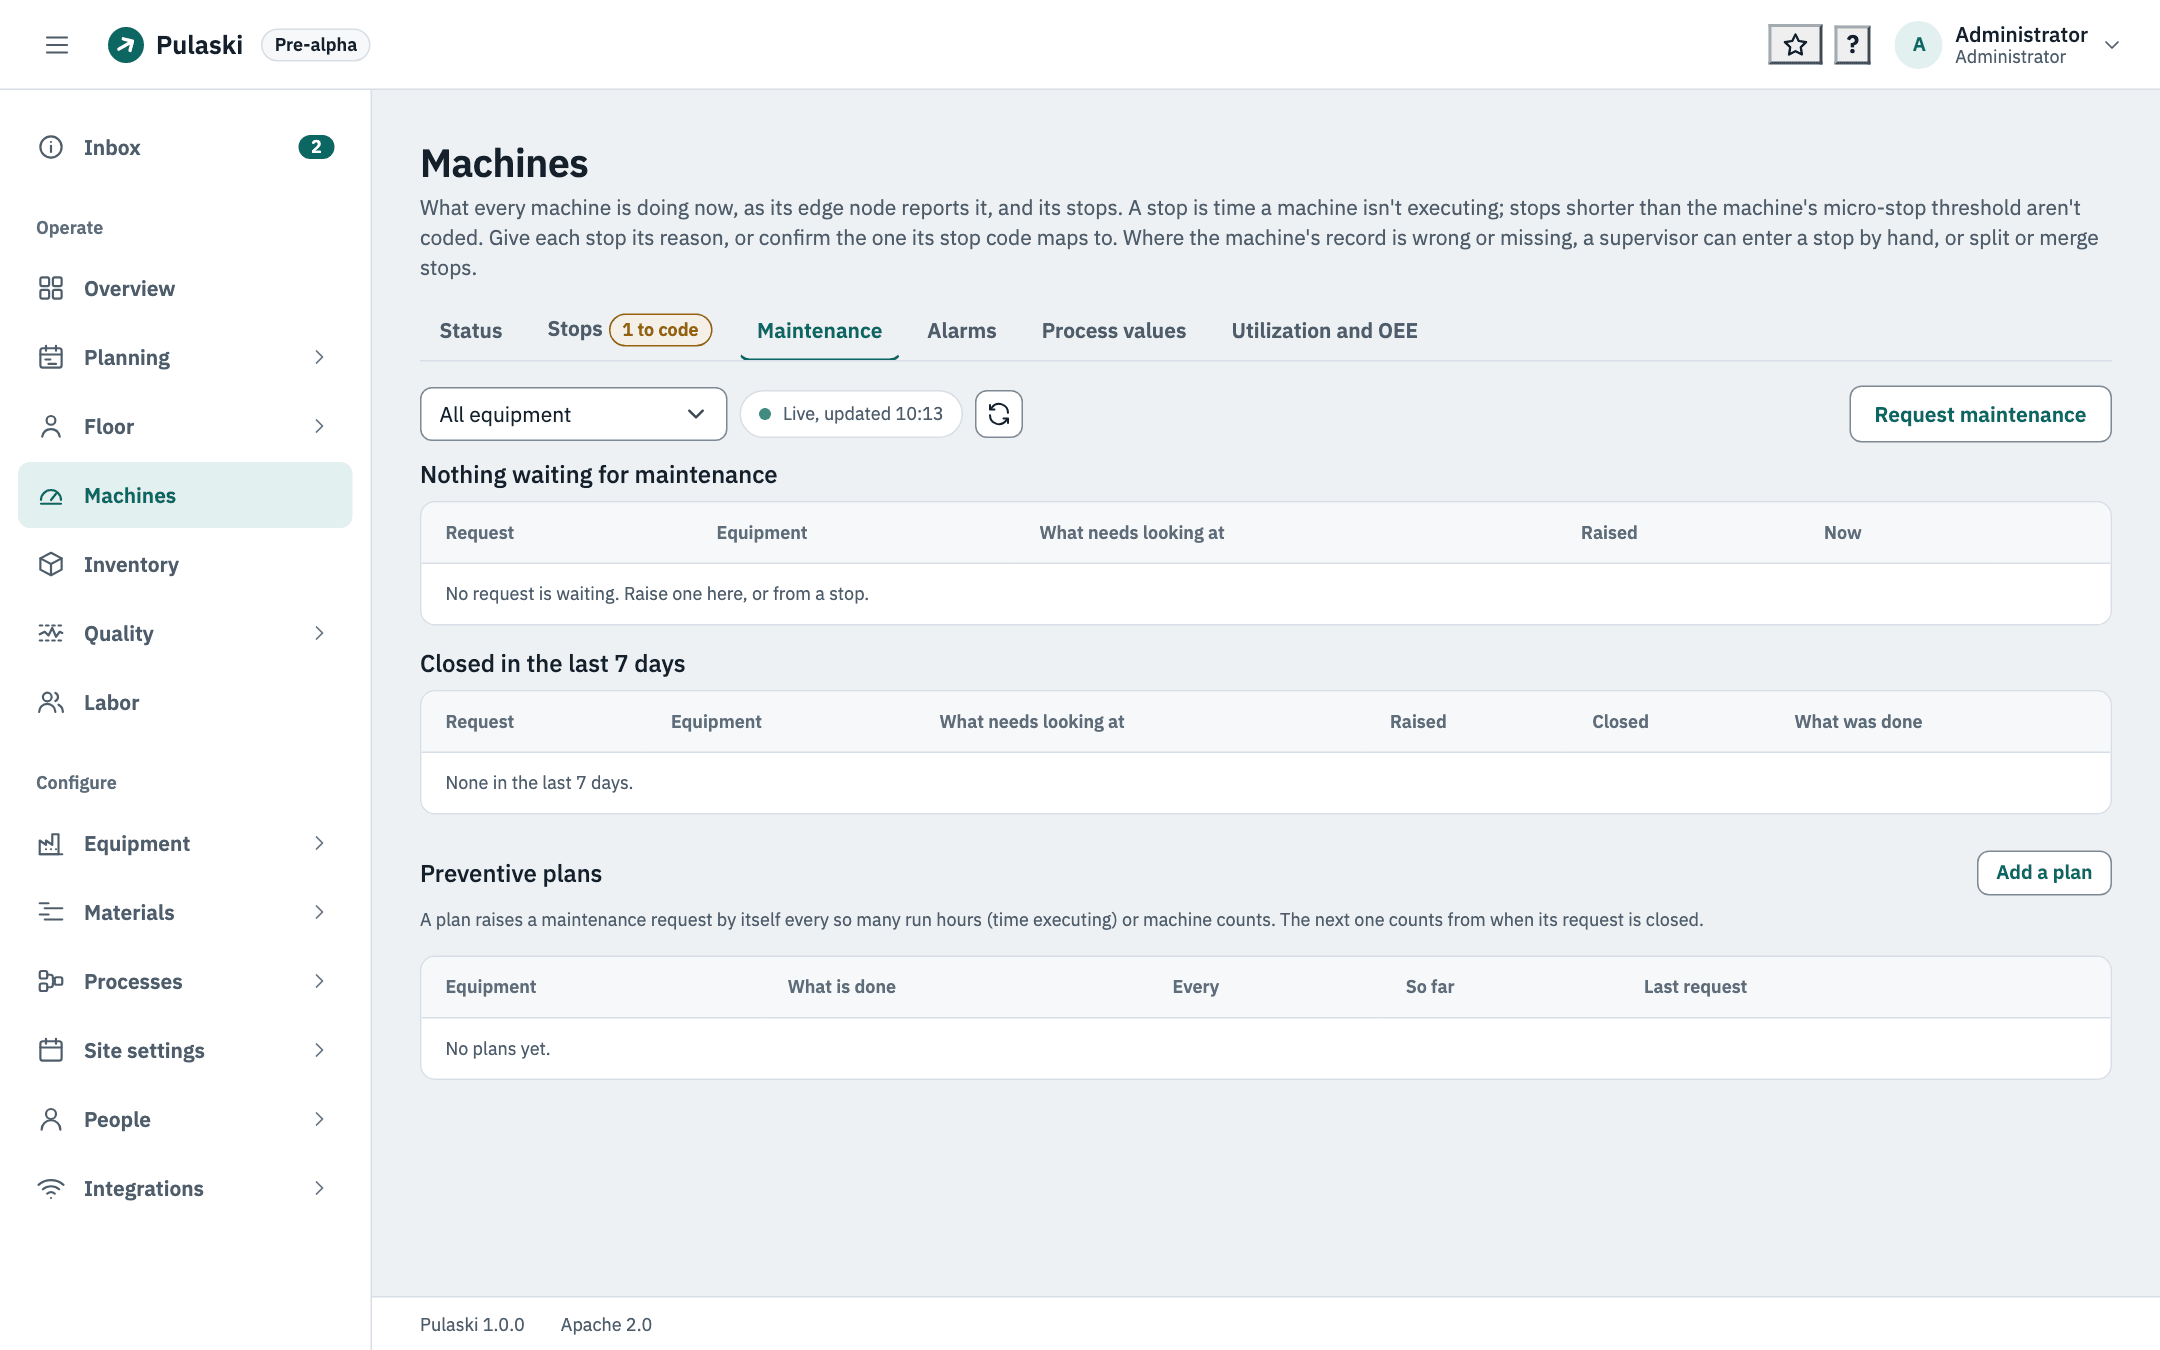 Pulaski
Pre-alpha
?
A
Administrator
Administrator
Inbox
2
Operate
Overview
Planning
Floor
Machines
Inventory
Quality
Labor
Configure
Equipment
Materials
Processes
Site settings
People
Integrations
Machines
What every machine is doing now, as its edge node reports it, and its stops. A stop is time a machine isn't executing; stops shorter than the machine's micro-stop threshold aren't
coded. Give each stop its reason, or confirm the one its stop code maps to. Where the machine's record is wrong or missing, a supervisor can enter a stop by hand, or split or merge
stops.
Status
Stops
1 to code
Maintenance
Alarms
Process values
Utilization and OEE
All equipment
Live, updated 10:13
Request maintenance
Nothing waiting for maintenance
Request
Equipment
What needs looking at
Raised
Now
No request is waiting. Raise one here, or from a stop.
Closed in the last 7 days
Request
Equipment
What needs looking at
Raised
Closed
What was done
None in the last 7 days.
Preventive plans
Add a plan
A plan raises a maintenance request by itself every so many run hours (time executing) or machine counts. The next one counts from when its request is closed.
Equipment
What is done
Every
So far
Last request
No plans yet.
Pulaski 1.0.0
Apache 2.0